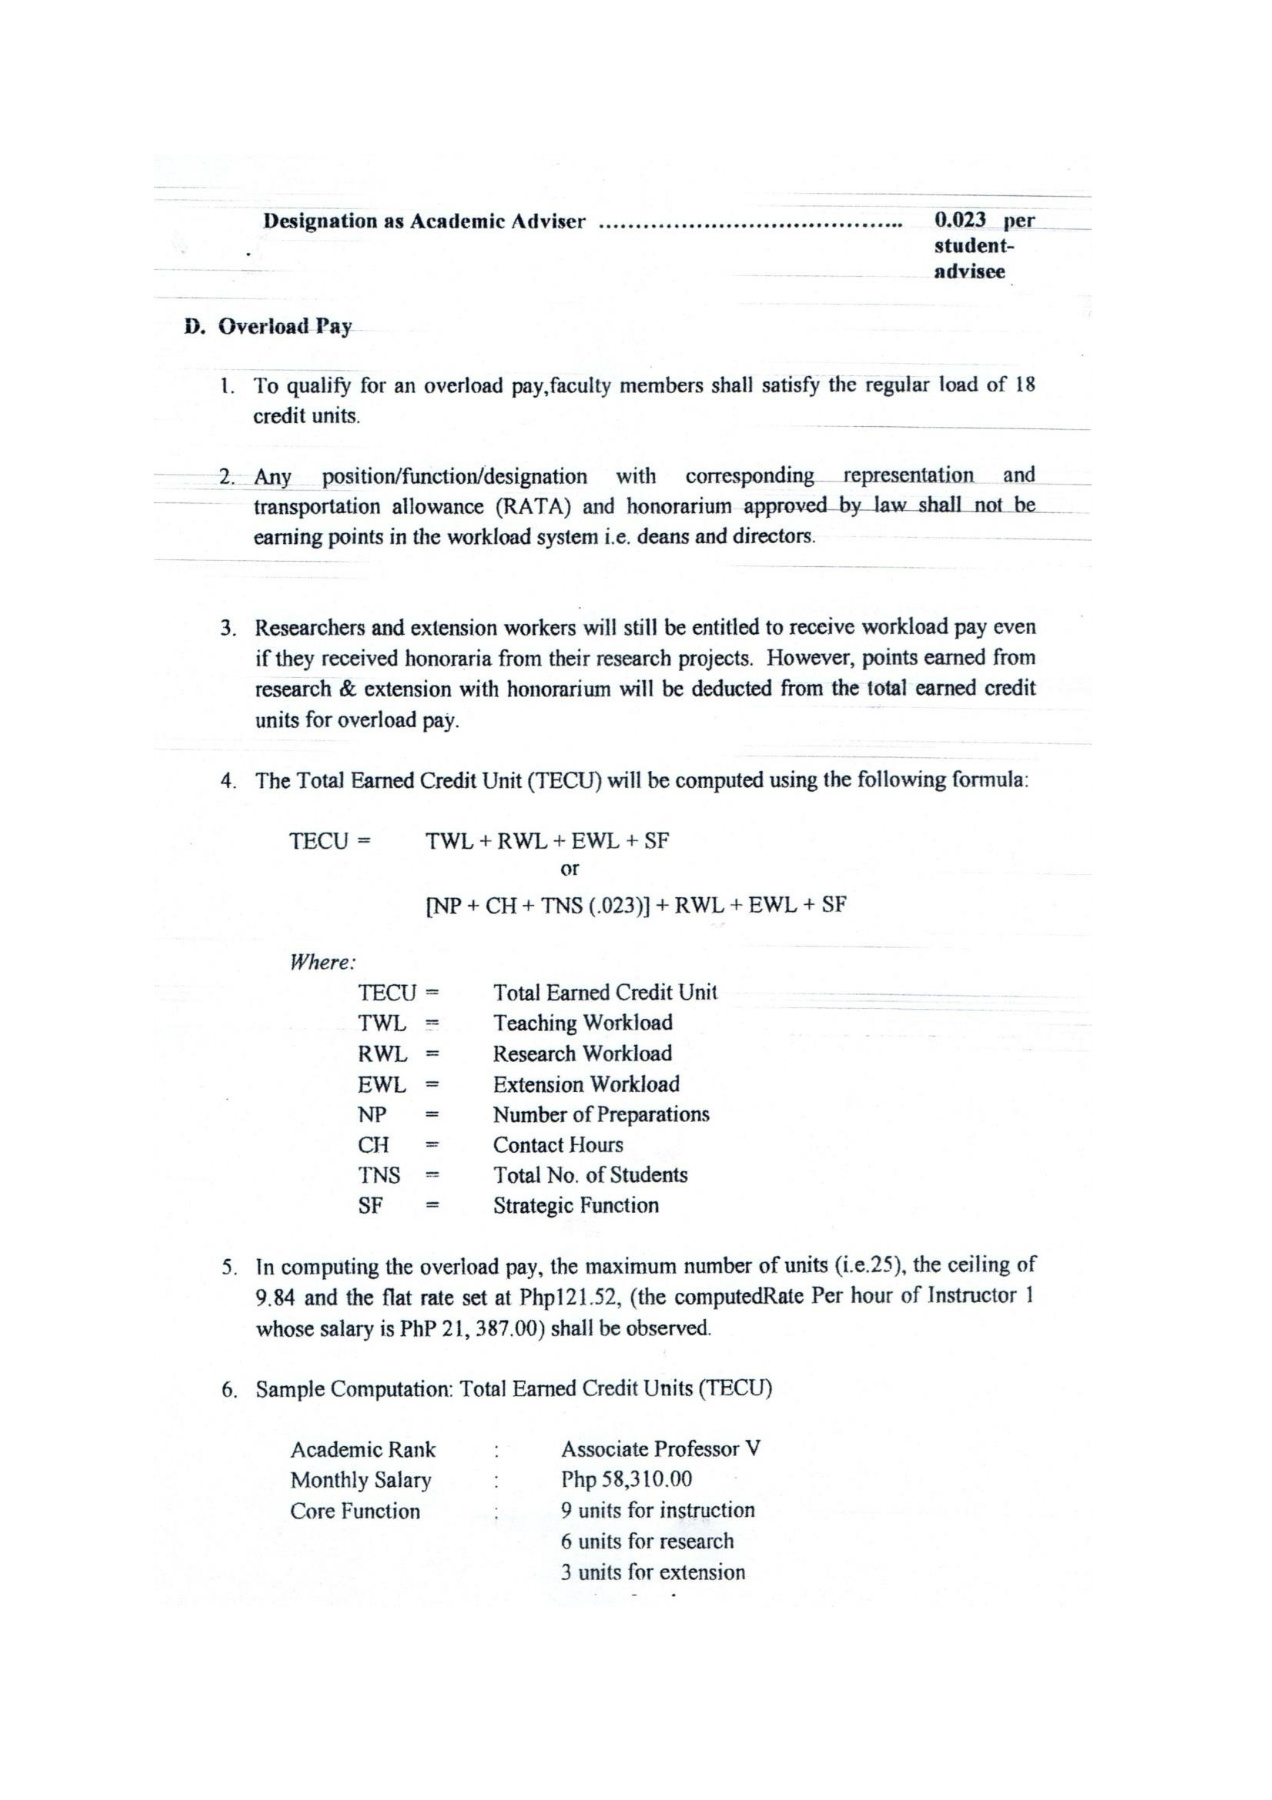 Designation as Academic Adviser ......................................... 0.023 per
student-
advisee
D. Overload Pay
1. To qualify for an overload pay,faculty members shall satisfy the regular load of 18
credit units.
2. Any position/function/designation with corresponding representation and
transportation allowance (RATA) and honorarium approved by law shall not be
earning points in the workload system i.e. deans and directors.
3. Researchers and extension workers will still be entitled to receive workload pay even
if they received honoraria from their research projects. However, points earned from
research & extension with honorarium will be deducted from the total earned credit
units for overload pay.
4. The Total Earned Credit Unit (TECU) will be computed using the following formula:
TECU = TWL + RWL + EWL + SF
or
[NP + CH + TNS (.023)] + RWL + EWL + SF
Where:
TECU = Total Earned Credit Unit
TWL = Teaching Workload
RWL = Research Workload
EWL = Extension Workload
NP = Number of Preparations
CH = Contact Hours
TNS = Total No. of Students
SF = Strategic Function
5. In computing the overload pay, the maximum number of units (i.e.25), the ceiling of
9.84 and the flat rate set at Php121.52, (the computedRate Per hour of Instructor 1
whose salary is PhP 21, 387.00) shall be observed.
6. Sample Computation: Total Earned Credit Units (TECU)
Academic Rank : Associate Professor V
Monthly Salary : Php 58,310.00
Core Function : 9 units for instruction
6 units for research
3 units for extension